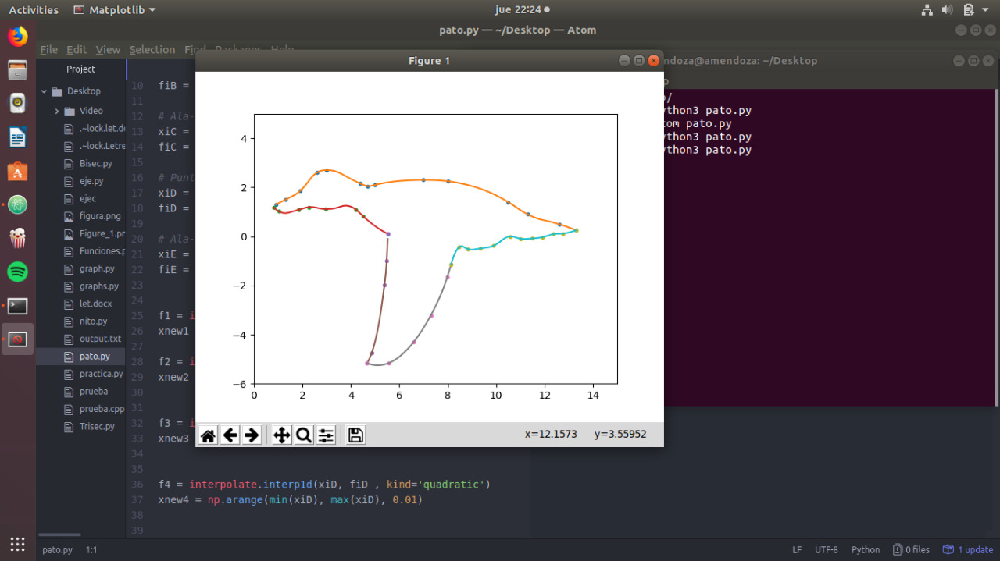 Activities Matplotlib jue 22:24
pato.py — ~/Desktop — Atom
File Edit View Selection Find Packages Help
Figure 1
ndoza@amendoza: ~/Desktop
Project
Desktop
Video
.~lock.let.d
.~lock.Letre
Bisec.py
eje.py
ejec
figura.png
Figure_1.pr
Funciones.p
graph.py
graphs.py
let.docx
nito.py
output.txt
pato.py
practica.py
prueba
prueba.cpp
Trisec.py
10 fiB =
11
12 # Ala-
13 xiC =
14 fiC =
15
16 # Punt
17 xiD =
18 fiD =
19
20 # Ala-
21 xiE =
22 fiE =
23
24
25 f1 = i
26 xnew1
27
28 f2 = i
29 xnew2
30
31
32 f3 = i
33 xnew3
34
35
36 f4 = interpolate.interp1d(xiD, fiD , kind='quadratic')
37 xnew4 = np.arange(min(xiD), max(xiD), 0.01)
38
39
4
2
0
−2
−4
−6
0 2 4 6 8 10 12 14
x=12.1573 y=3.55952
o/
ython3 pato.py
tom pato.py
ython3 pato.py
ython3 pato.py
pato.py 1:1 LF UTF-8 Python 0 files 1 update